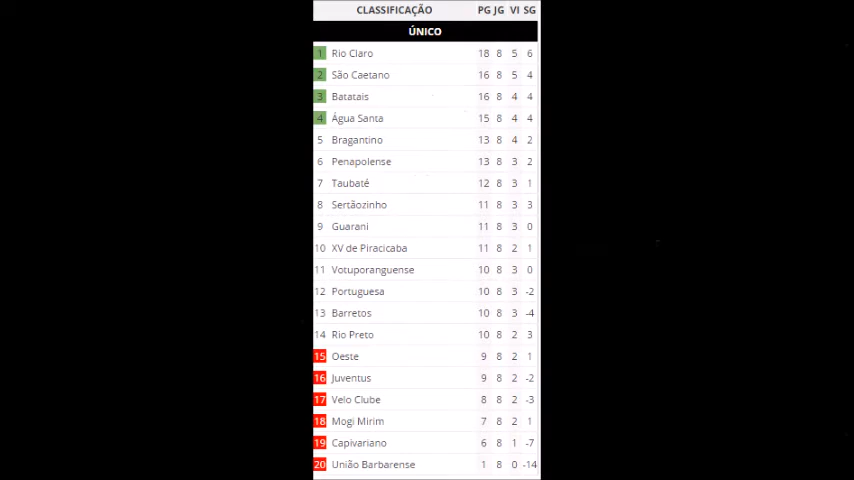 CLASSIFICAÇÃO PG JG VI SG
ÚNICO
1 Rio Claro 18 8 5 6
2 São Caetano 16 8 5 4
3 Batatais 16 8 4 4
4 Água Santa 15 8 4 4
5 Bragantino 13 8 4 2
6 Penapolense 13 8 3 2
7 Taubaté 12 8 3 1
8 Sertãozinho 11 8 3 3
9 Guarani 11 8 3 0
10 XV de Piracicaba 11 8 2 1
11 Votuporanguense 10 8 3 0
12 Portuguesa 10 8 3 -2
13 Barretos 10 8 3 -4
14 Rio Preto 10 8 2 3
15 Oeste 9 8 2 1
16 Juventus 9 8 2 -2
17 Velo Clube 8 8 2 -3
18 Mogi Mirim 7 8 2 1
19 Capivariano 6 8 1 -7
20 União Barbarense 1 8 0 -14